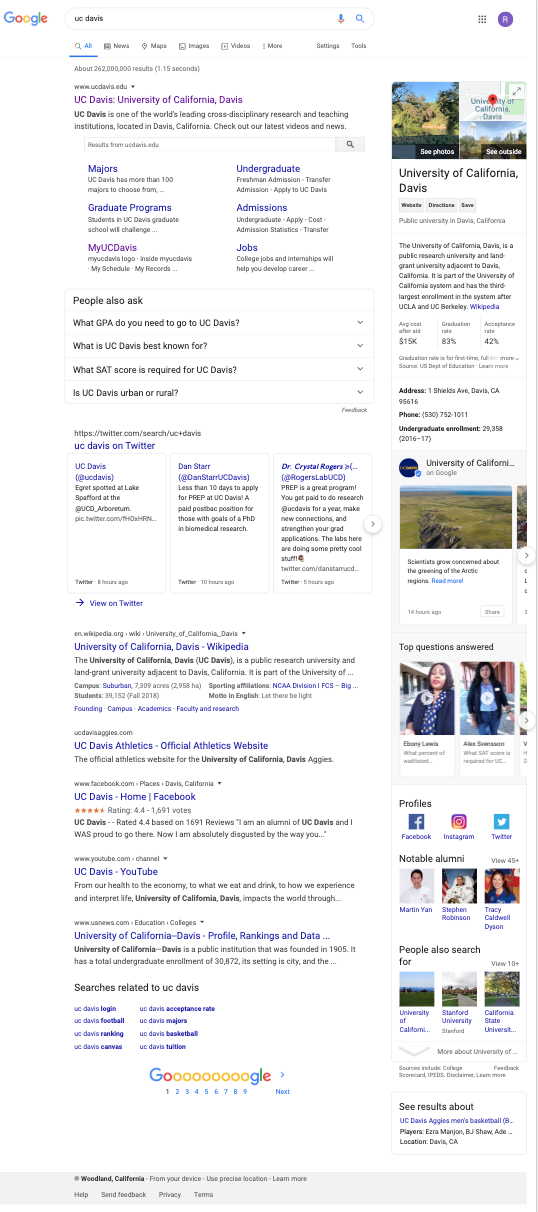 Google
uc davis
R
All News Maps Images Videos More Settings Tools
About 262,000,000 results (1.15 seconds)
www.ucdavis.edu
UC Davis: University of California, Davis
UC Davis is one of the world's leading cross-disciplinary research and teaching
institutions, located in Davis, California. Check out our latest videos and news.
Results from ucdavis.edu
Majors
UC Davis has more than 100
majors to choose from, ...
Undergraduate
Freshman Admission - Transfer
Admission - Apply to UC Davis
Graduate Programs
Students in UC Davis graduate
school will challenge ...
Admissions
Undergraduate - Apply - Cost -
Admission Statistics - Transfer
MyUCDavis
myucdavis logo · inside myucdavis
· My Schedule · My Records ...
Jobs
College jobs and internships will
help you develop career ...
People also ask
What GPA do you need to go to UC Davis?
What is UC Davis best known for?
What SAT score is required for UC Davis?
Is UC Davis urban or rural?
Feedback
https://twitter.com/search/uc+davis
uc davis on Twitter
UC Davis
(@ucdavis)
Egret spotted at Lake
Spafford at the
@UCD_Arboretum.
pic.twitter.com/fHOxHRN...
Twitter · 8 hours ago
Dan Starr
(@DanStarrUCDavis)
Less than 10 days to apply
for PREP at UC Davis! A
paid postbac position for
those with goals of a PhD
in biomedical research.
Twitter · 10 hours ago
Dr. Crystal Rogers (...
(@RogersLabUCD)
PREP is a great program!
You get paid to do research
@ucdavis for a year, make
new connections, and
strengthen your grad
applications. The labs here
are doing some pretty cool
stuff!
twitter.com/danstarrucd...
Twitter · 5 hours ago
View on Twitter
en.wikipedia.org › wiki › University_of_California,_Davis
University of California, Davis - Wikipedia
The University of California, Davis (UC Davis), is a public research university and
land-grant university adjacent to Davis, California. It is part of the University of ...
Campus: Suburban, 7,309 acres (2,958 ha) Sporting affiliations: NCAA Division I FCS – Big ...
Students: 39,152 (Fall 2018) Motto in English: Let there be light
Founding · Campus · Academics · Faculty and research
ucdavisaggies.com
UC Davis Athletics - Official Athletics Website
The official athletics website for the University of California, Davis Aggies.
www.facebook.com › Places › Davis, California
UC Davis - Home | Facebook
Rating: 4.4 - 1,691 votes
UC Davis - - Rated 4.4 based on 1691 Reviews "I am an alumni of UC Davis and I
WAS proud to go there. Now I am absolutely disgusted by the way you..."
www.youtube.com › channel
UC Davis - YouTube
From our health to the economy, to what we eat and drink, to how we experience
and interpret life, University of California, Davis, impacts the world through...
www.usnews.com › Education › Colleges
University of California--Davis - Profile, Rankings and Data ...
University of California—Davis is a public institution that was founded in 1905. It
has a total undergraduate enrollment of 30,872, its setting is city, and the ...
Searches related to uc davis
uc davis login
uc davis football
uc davis ranking
uc davis canvas
uc davis acceptance rate
uc davis majors
uc davis basketball
uc davis tuition
Gooooooooogle
1 2 3 4 5 6 7 8 9 Next
University of
California,
Davis
See photos
See outside
University of California,
Davis
Website Directions Save
Public university in Davis, California
The University of California, Davis, is a
public research university and land-
grant university adjacent to Davis,
California. It is part of the University of
California system and has the third-
largest enrollment in the system after
UCLA and UC Berkeley. Wikipedia
Avg cost
after aid
$15K
Graduation
rate
83%
Acceptance
rate
42%
Graduation rate is for first-time, full-tim more
Source: US Dept of Education · Learn more
Address: 1 Shields Ave, Davis, CA
95616
Phone: (530) 752-1011
Undergraduate enrollment: 29,358
(2016–17)
UCDAVIS
University of Californi...
on Google
Scientists grow concerned about
the greening of the Arctic
regions. Read more!
14 hours ago
Share
Top questions answered
Ebony Lewis
What percent of
waitlisted...
Alex Svensson
What SAT score is
required for UC...
Profiles
Facebook Instagram Twitter
Notable alumni View 45+
Martin Yan
Stephen
Robinson
Tracy
Caldwell
Dyson
People also search
for
View 10+
University
of
Californi...
Stanford
University
Stanford
California
State
Universit...
More about University of ...
Sources include: College
Scorecard, IPEDS. Disclaimer, Learn more
Feedback
See results about
UC Davis Aggies men's basketball (B...
Players: Ezra Manjon, BJ Shaw, Ade ...
Location: Davis, CA
Woodland, California - From your device - Use precise location - Learn more
Help Send feedback Privacy Terms